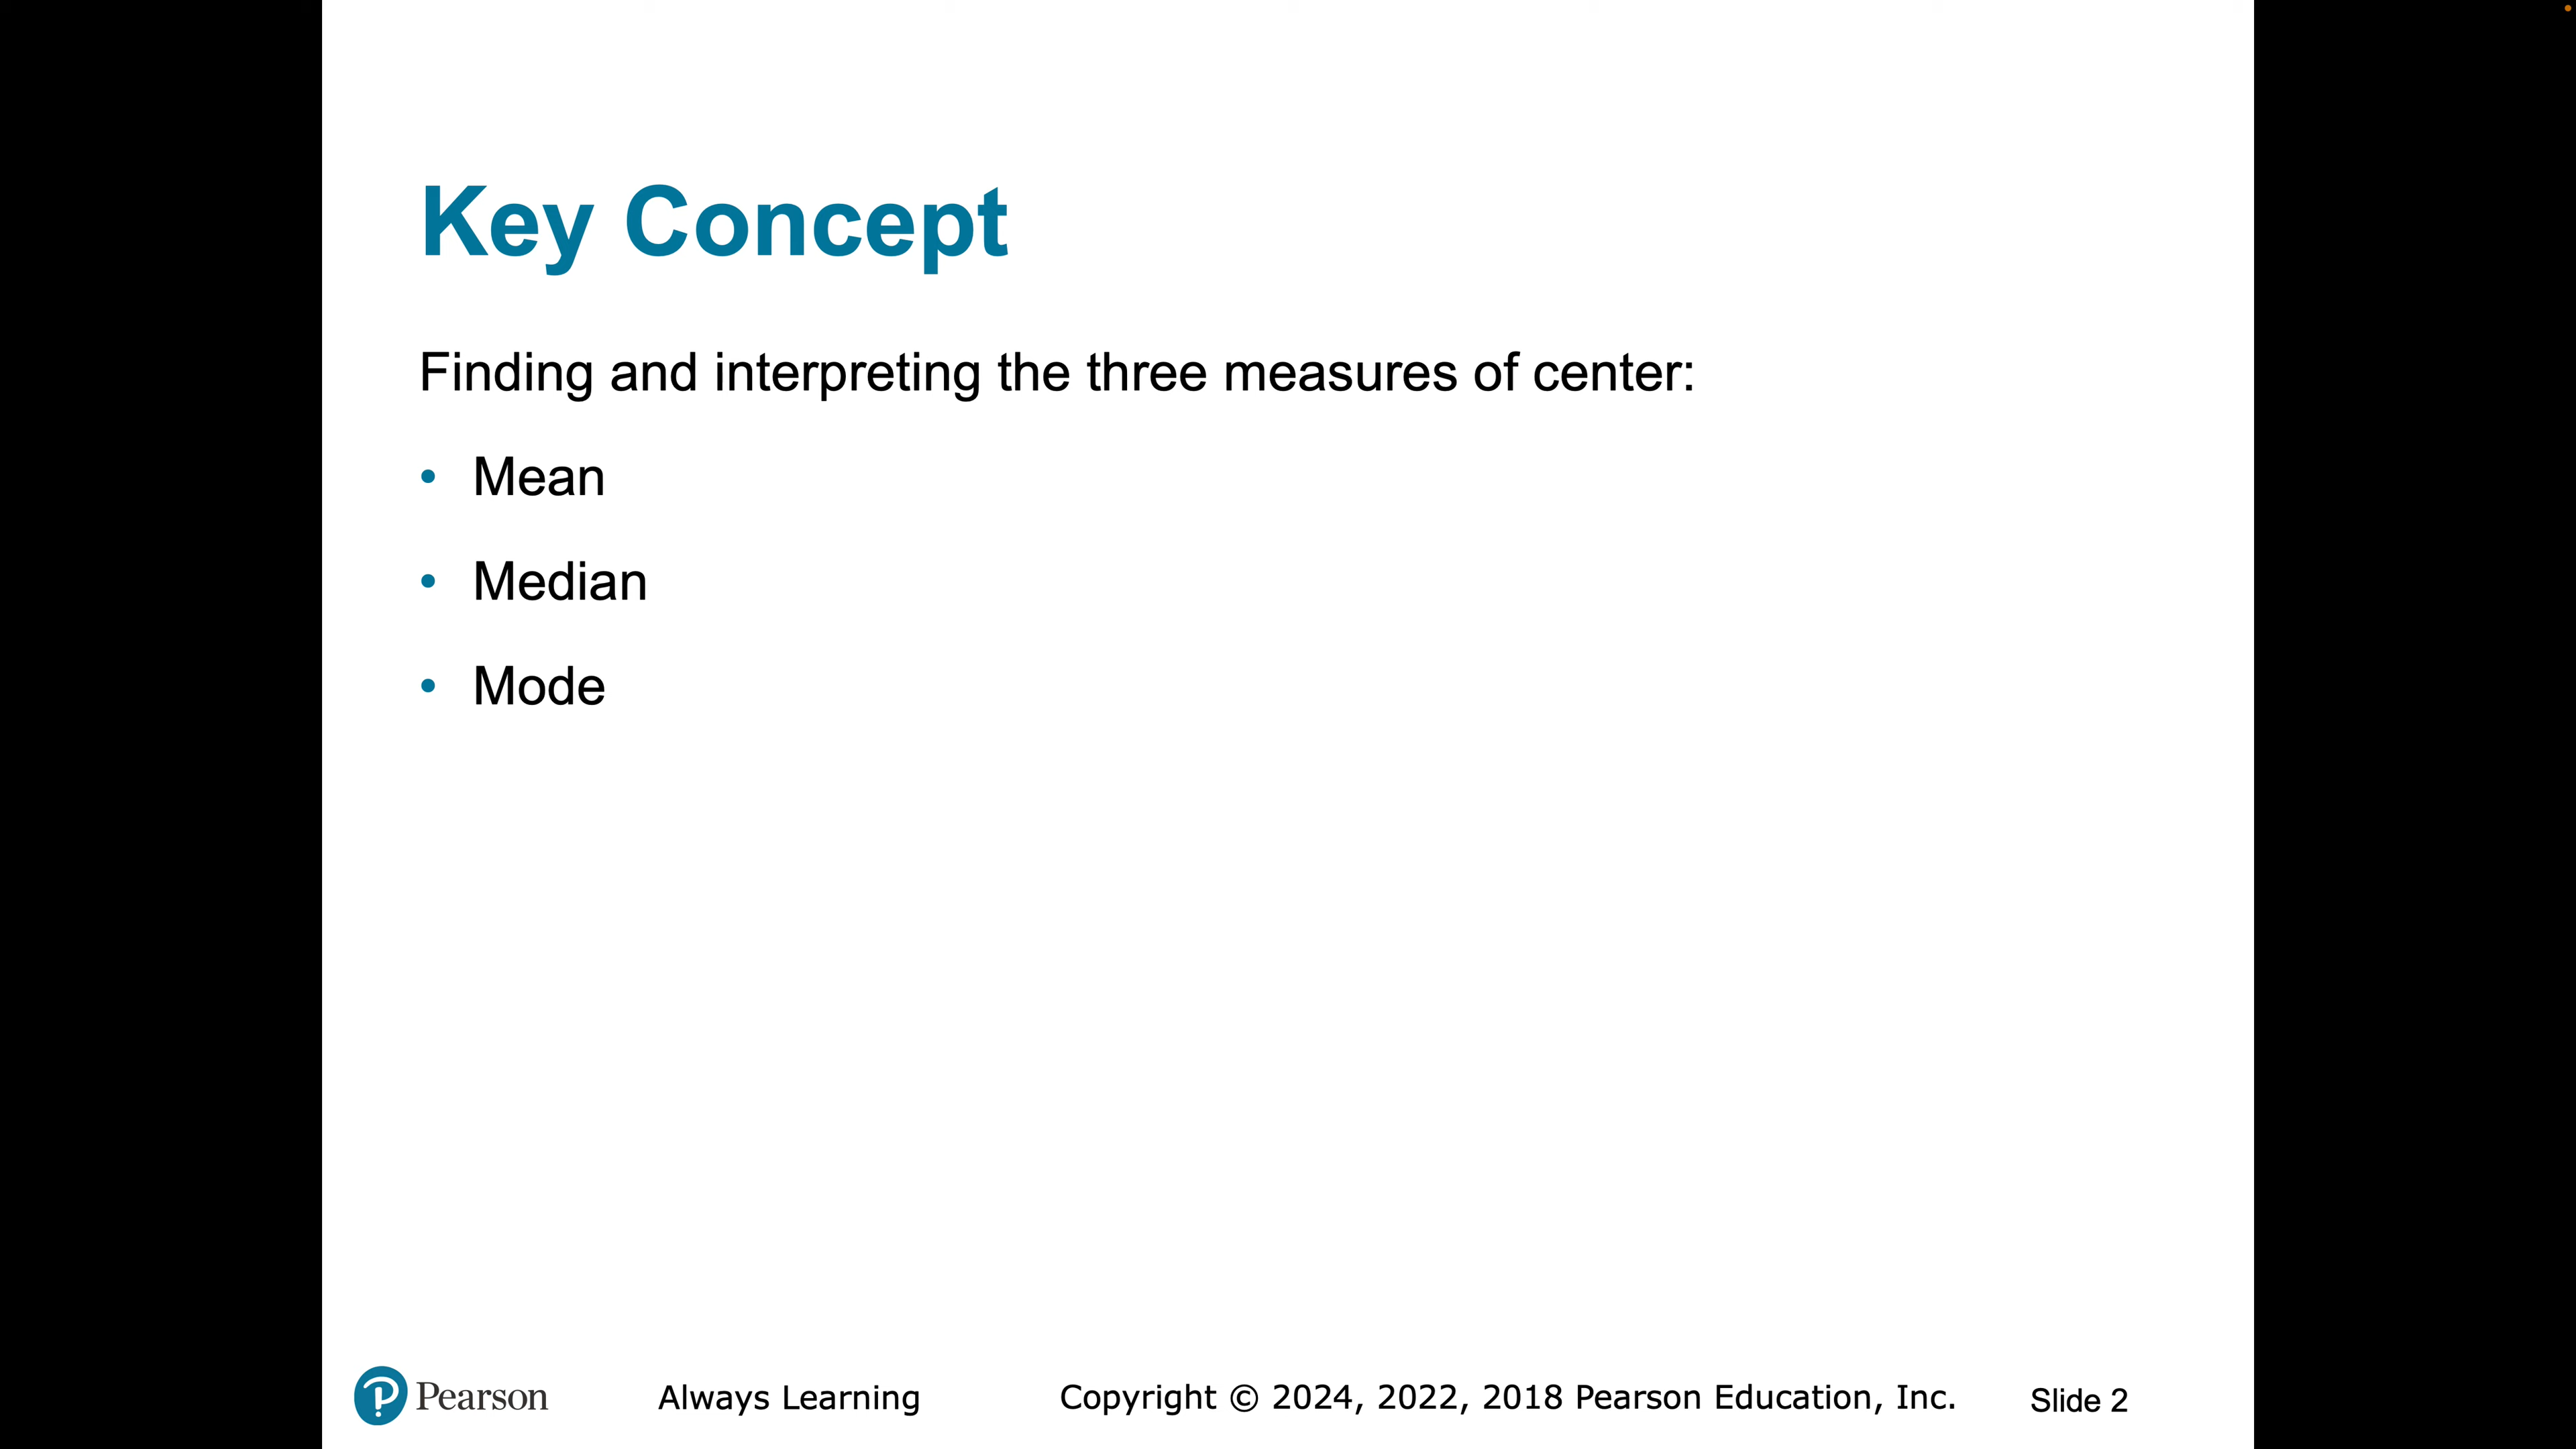 Key Concept
Finding and interpreting the three measures of center:
• Mean
• Median
• Mode
Pearson Always Learning Copyright © 2024, 2022, 2018 Pearson Education, Inc. Slide 2